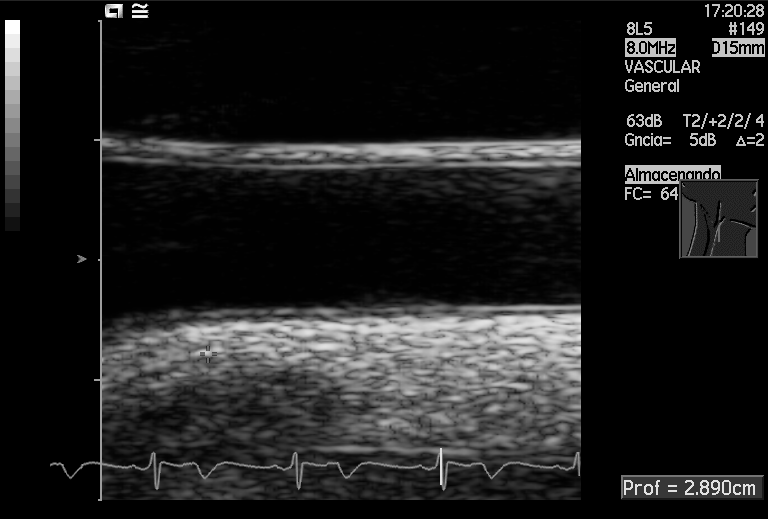 17:20:28
8L5 #149
8.0MHz D15mm
VASCULAR
General
63dB T2/+2/2/ 4
Gncia= 5dB Δ=2
Almacenando
FC= 64
Prof = 2.890cm